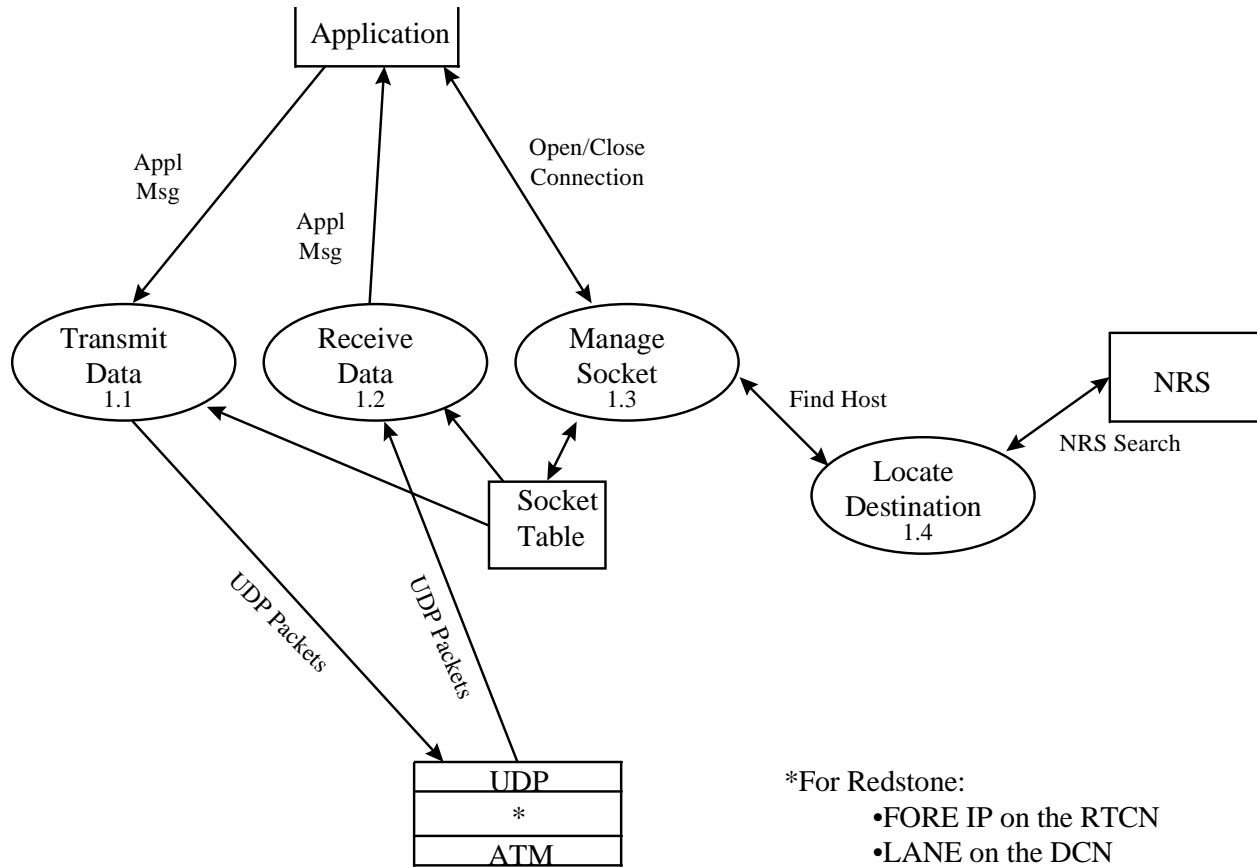 Application
Appl
Msg
Appl
Msg
Open/Close
Connection
Transmit
Data
1.1
Receive
Data
1.2
Manage
Socket
1.3
Find Host
NRS
NRS Search
Locate
Destination
1.4
Socket
Table
UDP Packets
UDP Packets
UDP
*
ATM
*For Redstone:
•FORE IP on the RTCN
•LANE on the DCN